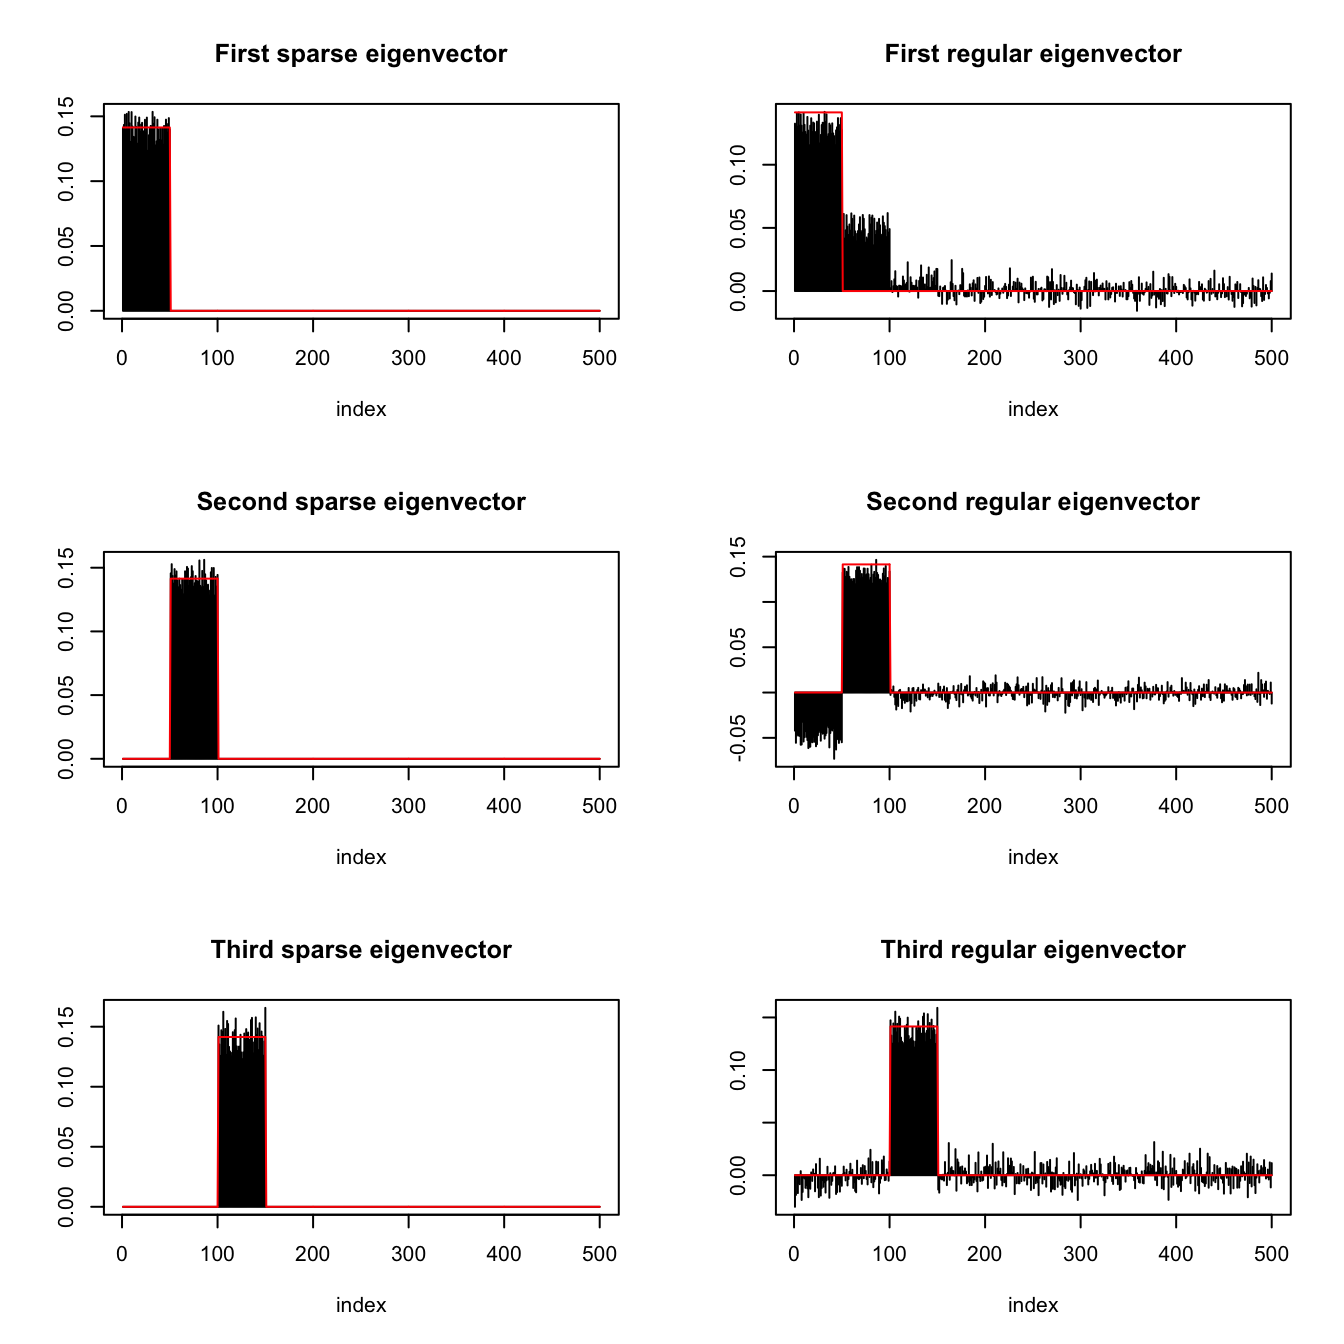 First sparse eigenvector
0.00 0.05 0.10 0.15
0 100 200 300 400 500
index
First regular eigenvector
0.00 0.05 0.10
0 100 200 300 400 500
index
Second sparse eigenvector
0.00 0.05 0.10 0.15
0 100 200 300 400 500
index
Second regular eigenvector
-0.05 0.05 0.15
0 100 200 300 400 500
index
Third sparse eigenvector
0.00 0.05 0.10 0.15
0 100 200 300 400 500
index
Third regular eigenvector
0.00 0.10
0 100 200 300 400 500
index